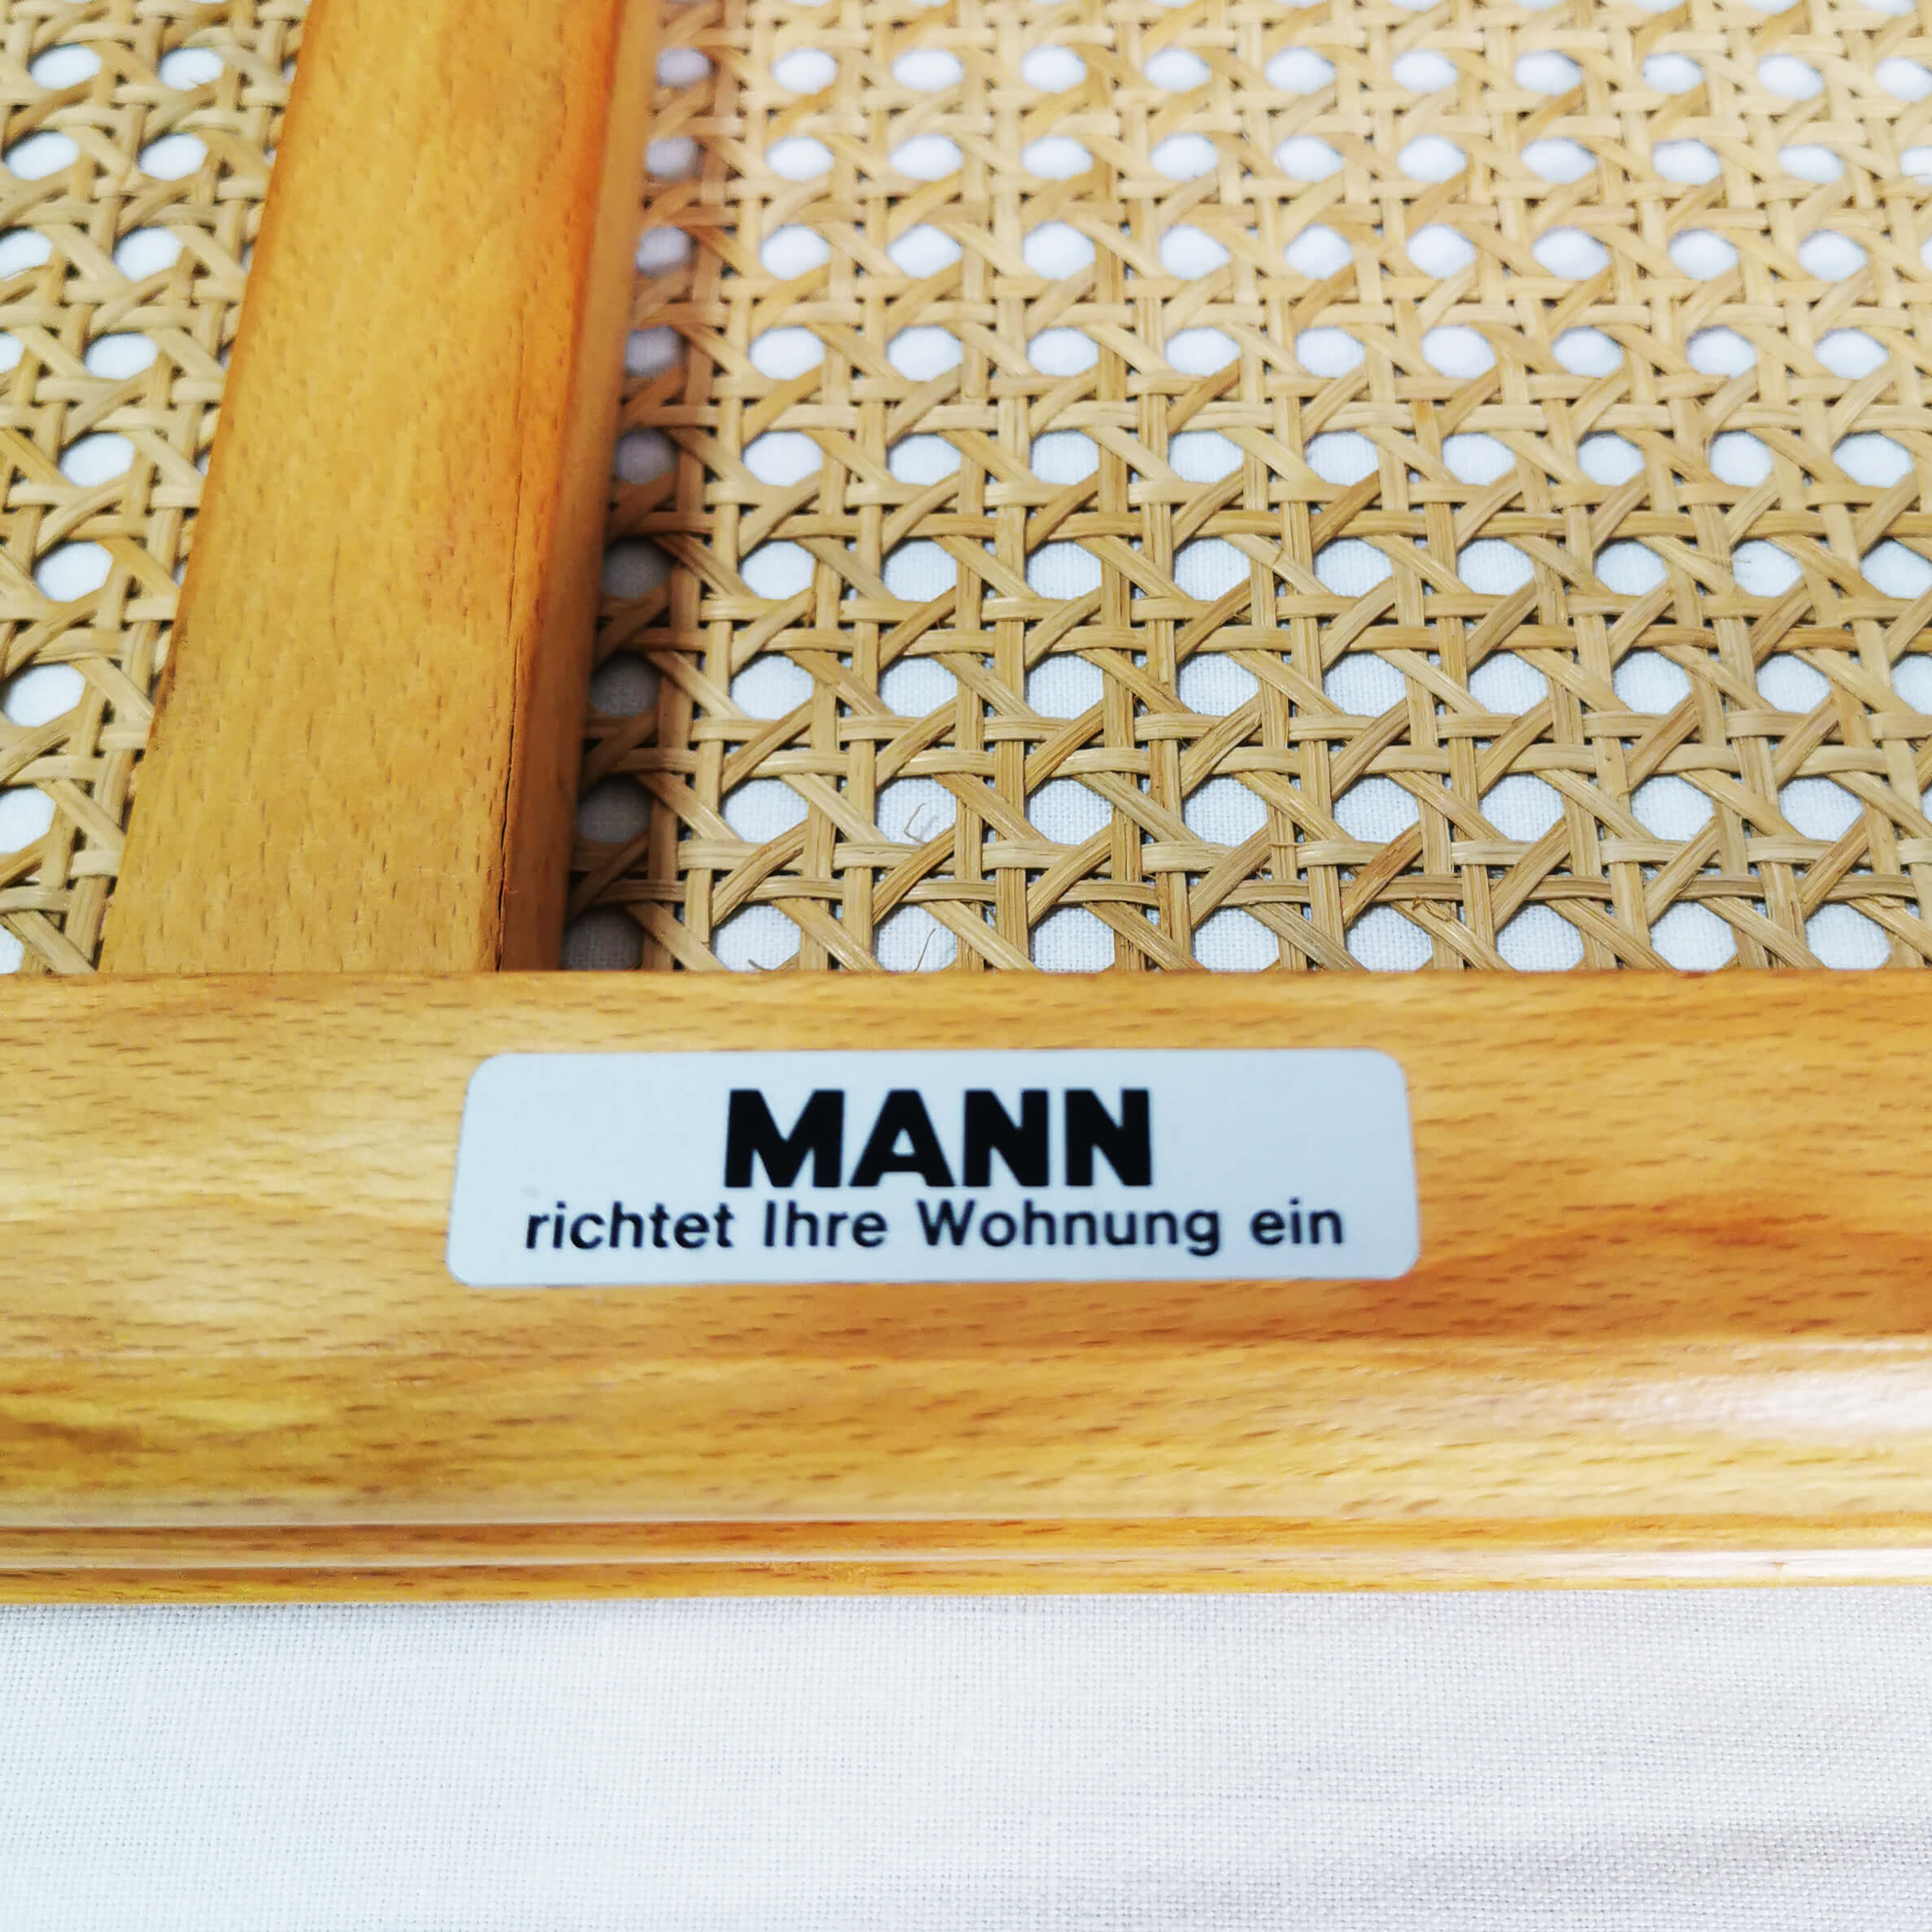 MANN
richtet Ihre Wohnung ein